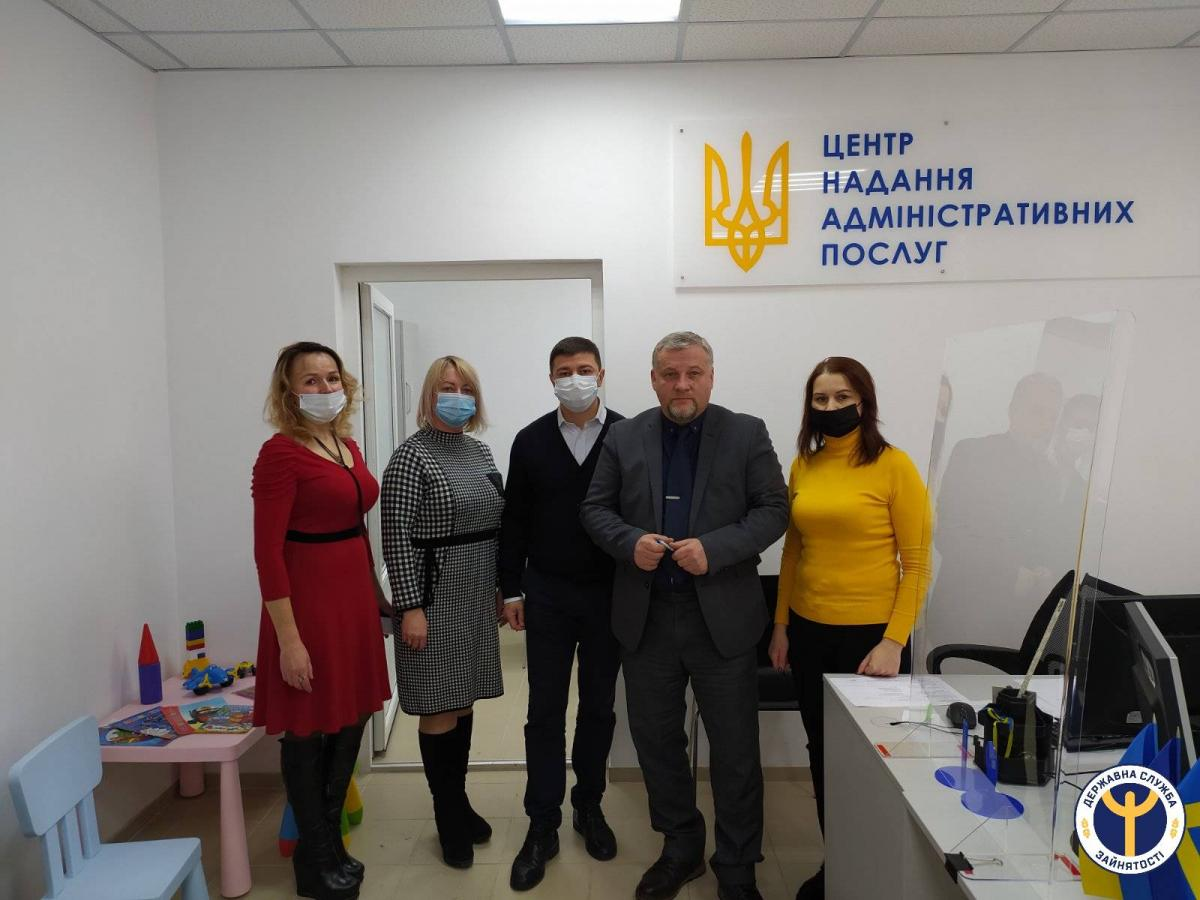 ЦЕНТР
НАДАННЯ
АДМІНІСТРАТИВНИХ
ПОСЛУГ
ДЕРЖАВНА СЛУЖБА
ЗАЙНЯТОСТІ